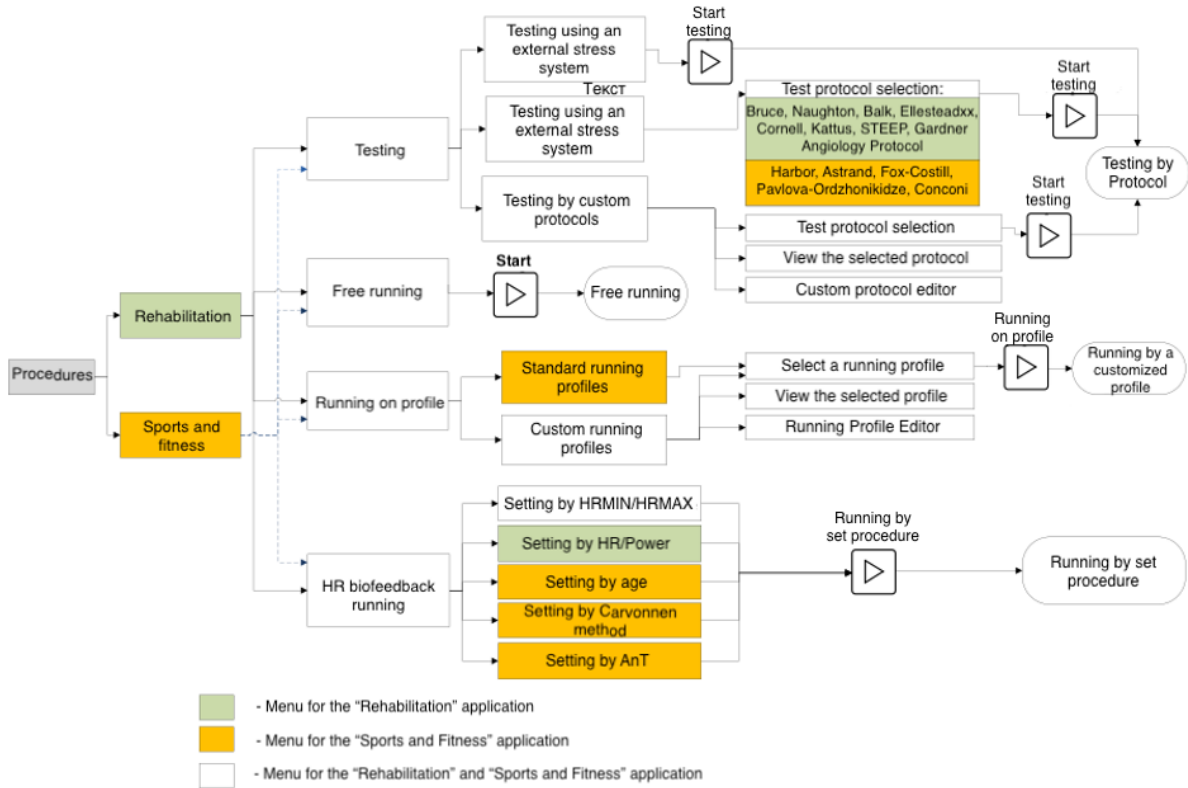 Procedures
Rehabilitation
Sports and
fitness
Testing
Free running
Running on profile
HR biofeedback
running
Testing using an
external stress
system
Текст
Testing using an
external stress
system
Testing by custom
protocols
Start
testing
Test protocol selection:
Bruce, Naughton, Balk, Ellesteadxx,
Cornell, Kattus, STEEP, Gardner
Angiology Protocol
Harbor, Astrand, Fox-Costill,
Pavlova-Ordzhonikidze, Conconi
Start
testing
Testing by
Protocol
Test protocol selection
View the selected protocol
Custom protocol editor
Start
testing
Start
Free running
Standard running
profiles
Custom running
profiles
Select a running profile
View the selected profile
Running Profile Editor
Running
on profile
Running by a
customized
profile
Setting by HRMIN/HRMAX
Setting by HR/Power
Setting by age
Setting by Carvonnen
method
Setting by AnT
Running by
set procedure
Running by set
procedure
- Menu for the “Rehabilitation” application
- Menu for the “Sports and Fitness” application
- Menu for the “Rehabilitation” and “Sports and Fitness” application